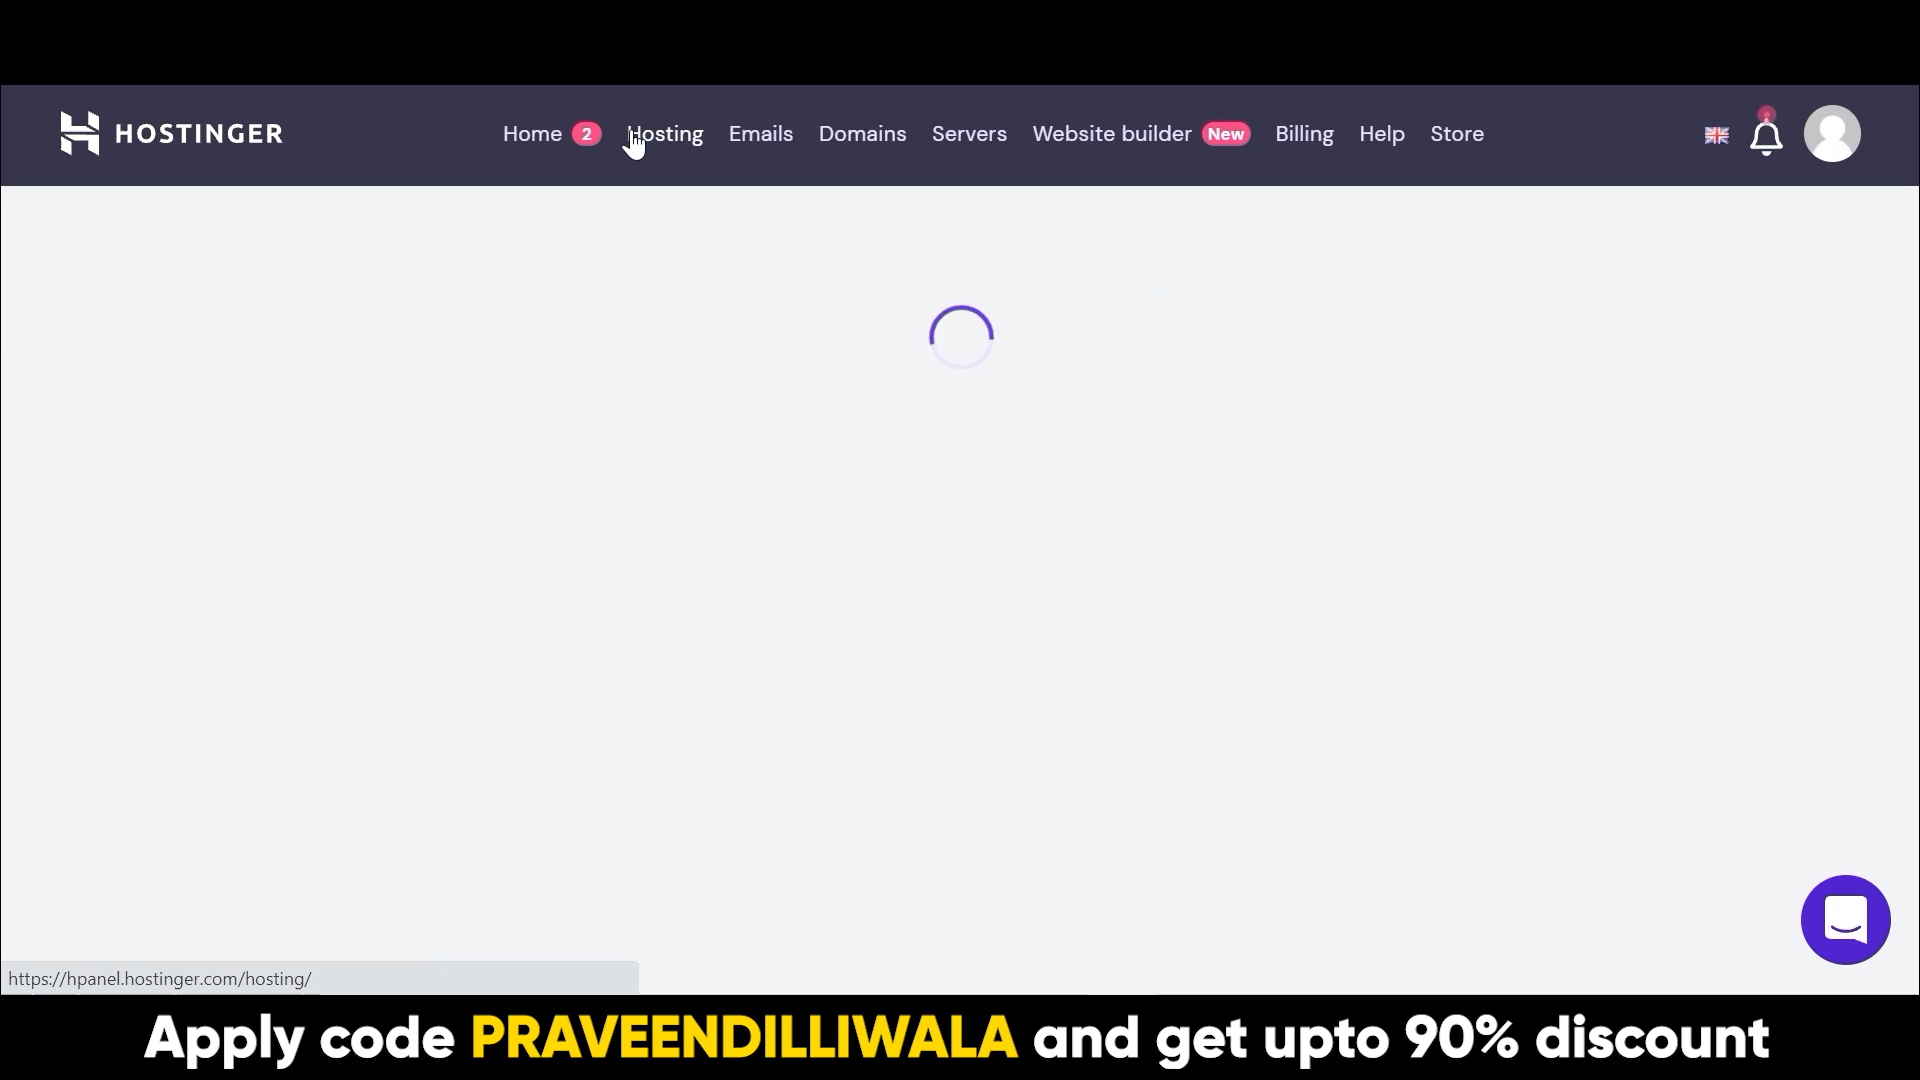 HOSTINGER Home 2 Hosting Emails Domains Servers Website builder New Billing Help Store
https://hpanel.hostinger.com/hosting/
Apply code PRAVEENDILLIWALA and get upto 90% discount